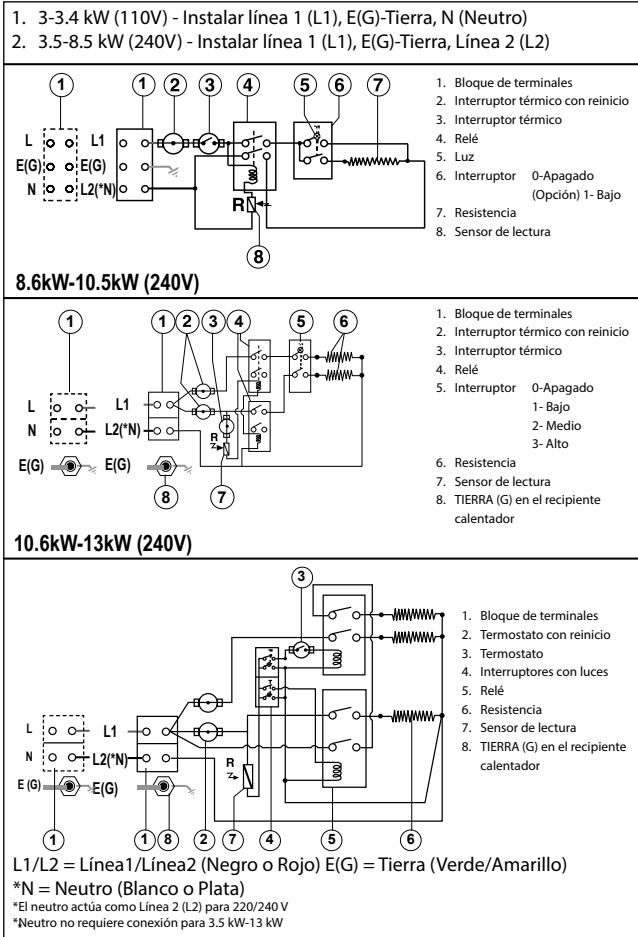 1. 3-3.4 kW (110V) - Instalar línea 1 (L1), E(G)-Tierra, N (Neutro)
2. 3.5-8.5 kW (240V) - Instalar línea 1 (L1), E(G)-Tierra, Línea 2 (L2)
1 1 2 3 4 5 6 7
L L1
E(G) E(G)
N L2(*N)
R
8
1. Bloque de terminales
2. Interruptor térmico con reinicio
3. Interruptor térmico
4. Relé
5. Luz
6. Interruptor 0-Apagado
(Opción) 1- Bajo
7. Resistencia
8. Sensor de lectura
8.6kW-10.5kW (240V)
1 1 2 3 4 5 6
L L1
N L2(*N)
R
E(G) E(G)
8 7
1. Bloque de terminales
2. Interruptor térmico con reinicio
3. Interruptor térmico
4. Relé
5. Interruptor 0-Apagado
1- Bajo
2- Medio
3- Alto
6. Resistencia
7. Sensor de lectura
8. TIERRA (G) en el recipiente
calentador
10.6kW-13kW (240V)
3
L L1
N L2(*N)
R
E (G) E(G)
1 1 8 2 7 4 5 6
1. Bloque de terminales
2. Termostato con reinicio
3. Termostato
4. Interruptores con luces
5. Relé
6. Resistencia
7. Sensor de lectura
8. TIERRA (G) en el recipiente
calentador
L1/L2 = Línea1/Línea2 (Negro o Rojo) E(G) = Tierra (Verde/Amarillo)
*N = Neutro (Blanco o Plata)
*El neutro actúa como Línea 2 (L2) para 220/240 V
*Neutro no requiere conexión para 3.5 kW-13 kW